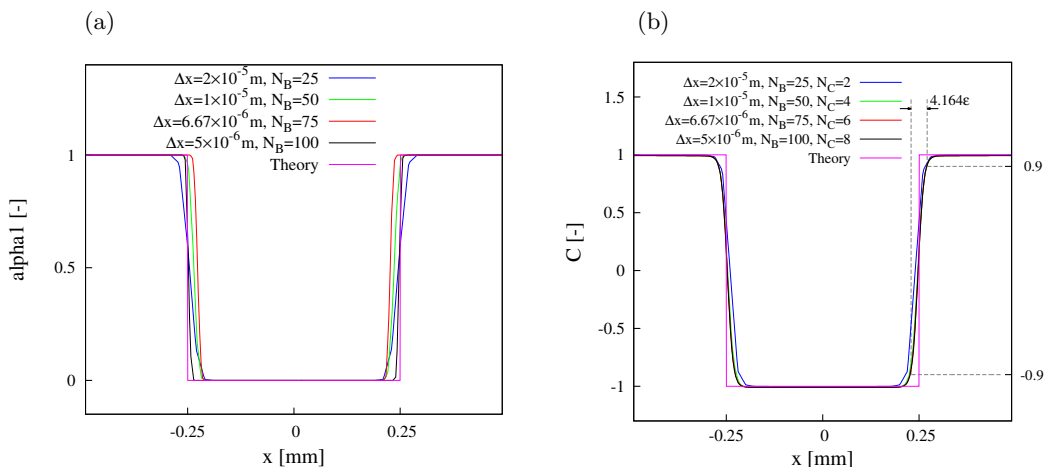 (a)
Δx=2×10⁻⁵m, N_B=25
Δx=1×10⁻⁵m, N_B=50
Δx=6.67×10⁻⁶m, N_B=75
Δx=5×10⁻⁶m, N_B=100
Theory
1
0.5
0
alpha1 [-]
-0.25
0
0.25
x [mm]
(b)
Δx=2×10⁻⁵m, N_B=25, N_C=2
Δx=1×10⁻⁵m, N_B=50, N_C=4
Δx=6.67×10⁻⁶m, N_B=75, N_C=6
Δx=5×10⁻⁶m, N_B=100, N_C=8
Theory
4.164ε
1.5
1
0.5
0
-0.5
-1
C [-]
0.9
-0.9
-0.25
0
0.25
x [mm]